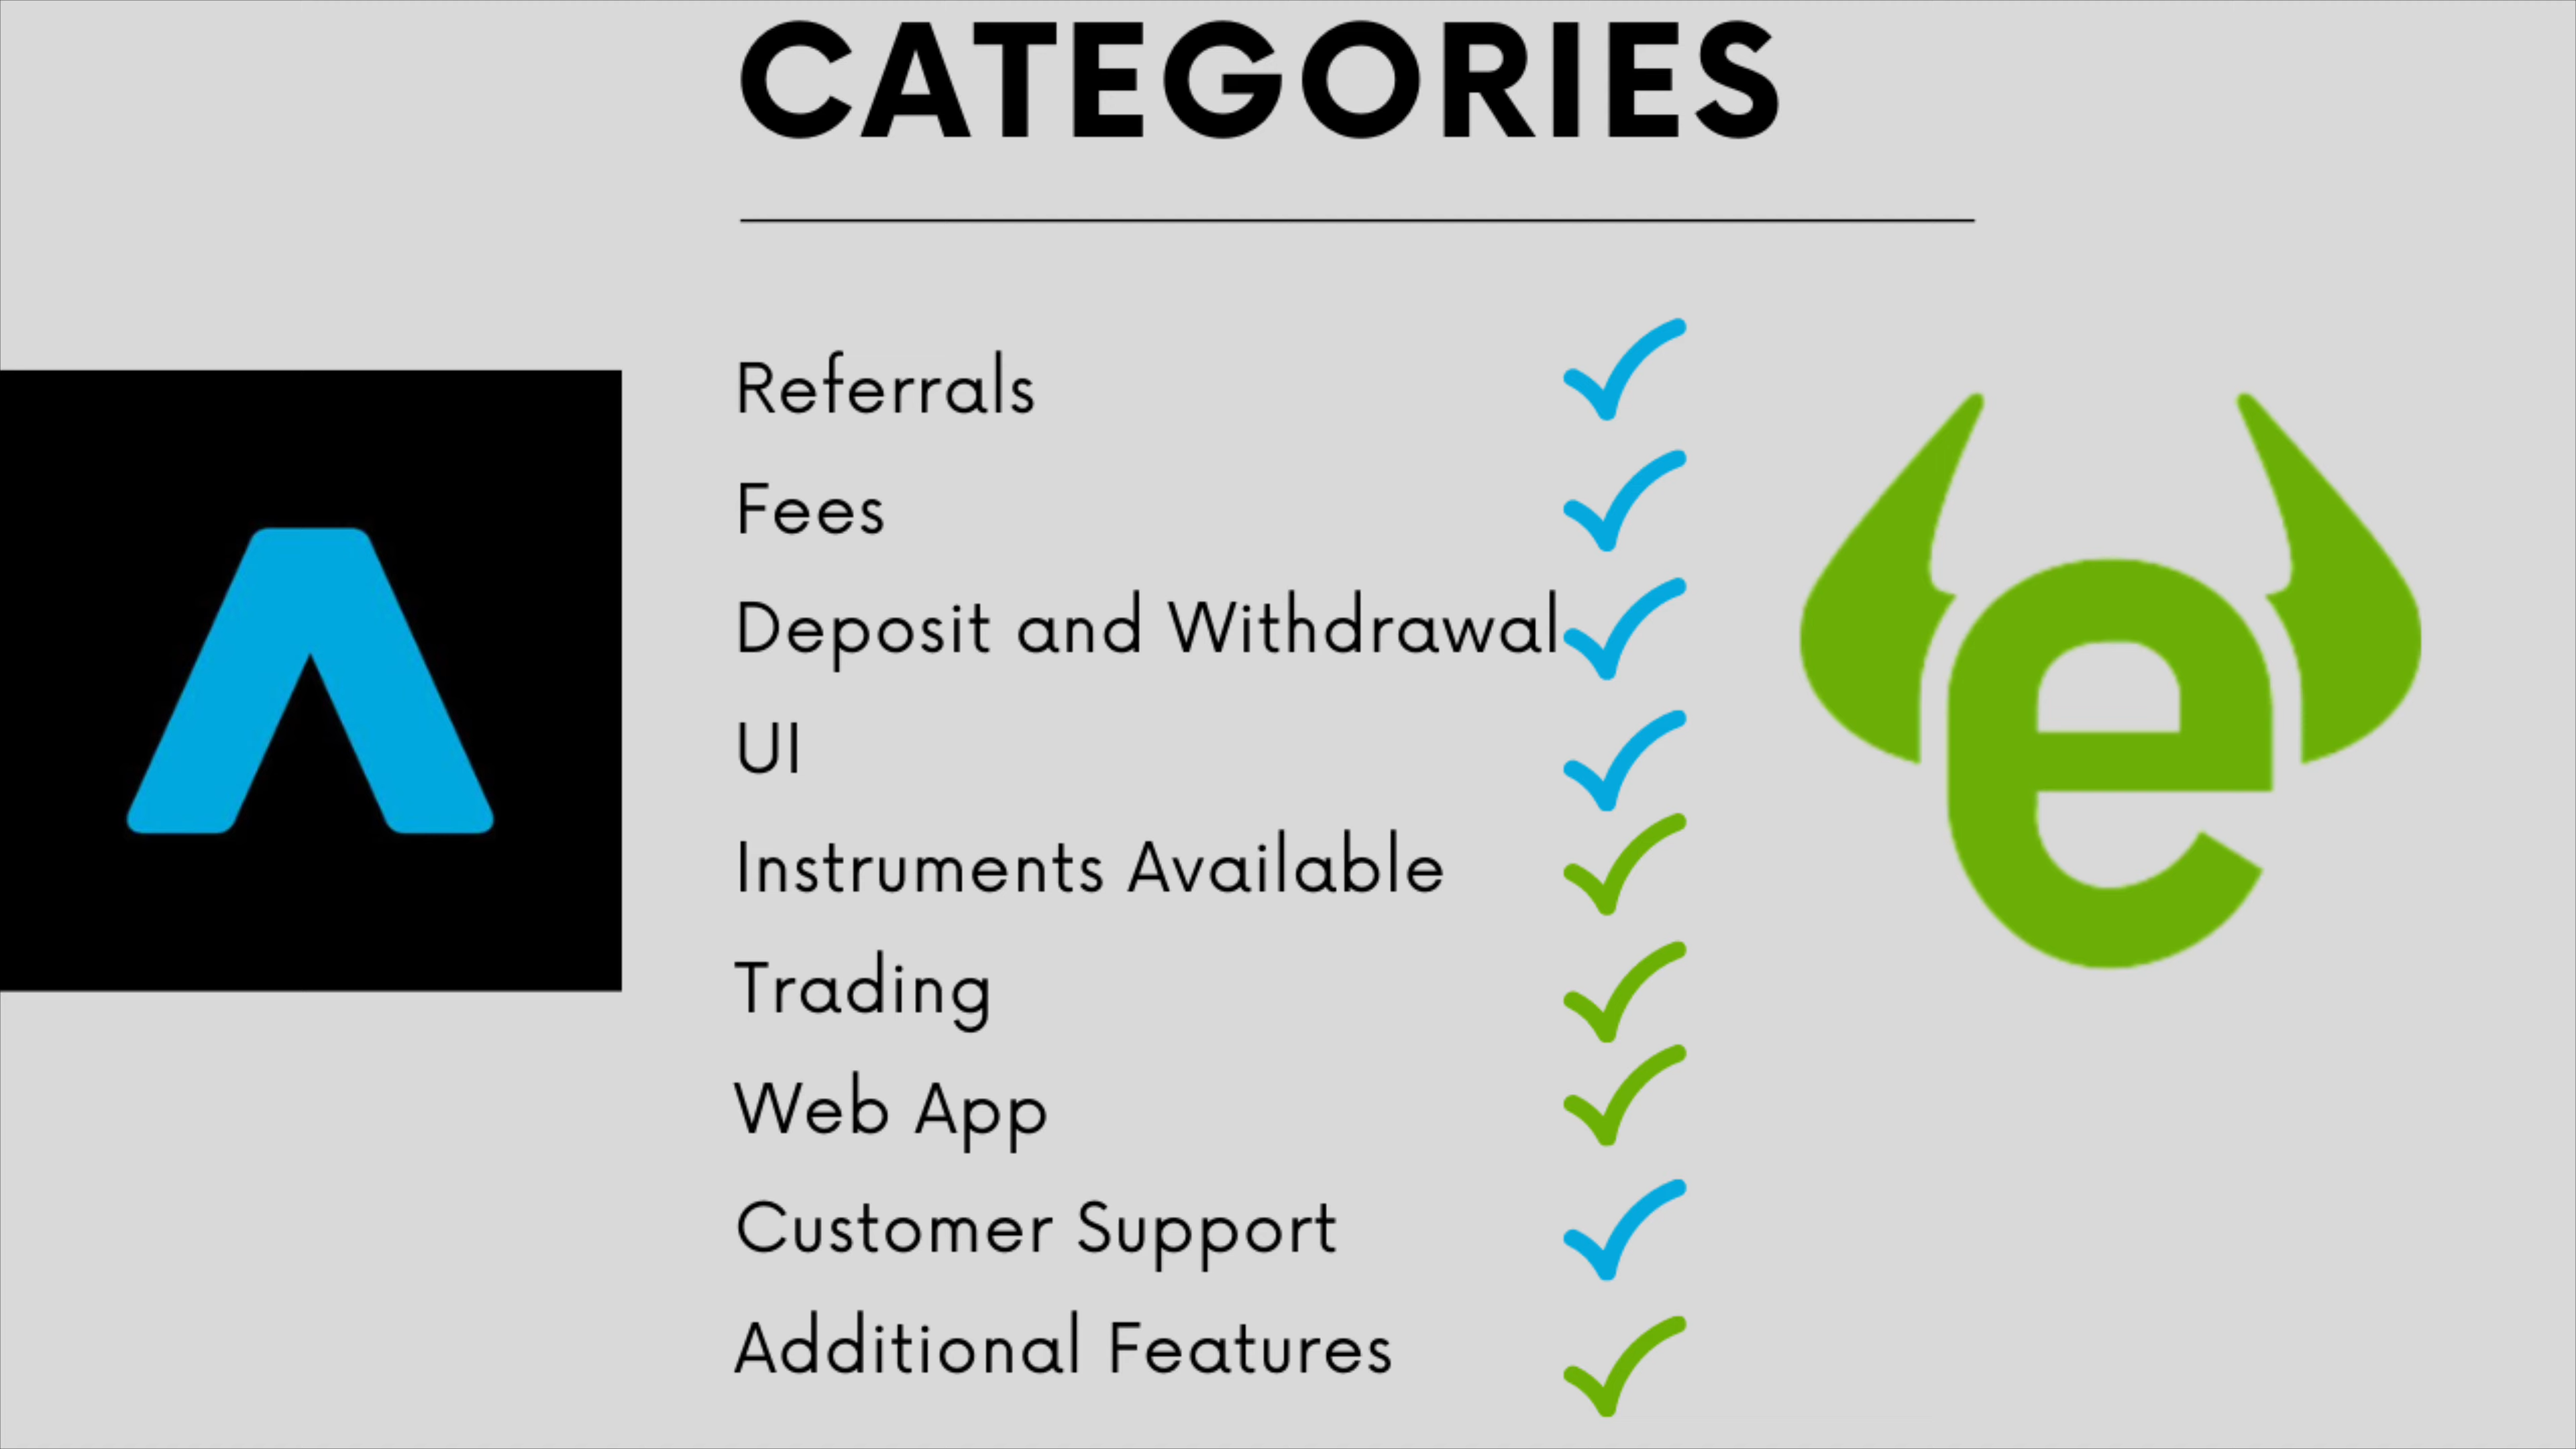 CATEGORIES
Referrals
Fees
Deposit and Withdrawal
UI
Instruments Available
Trading
Web App
Customer Support
Additional Features
e